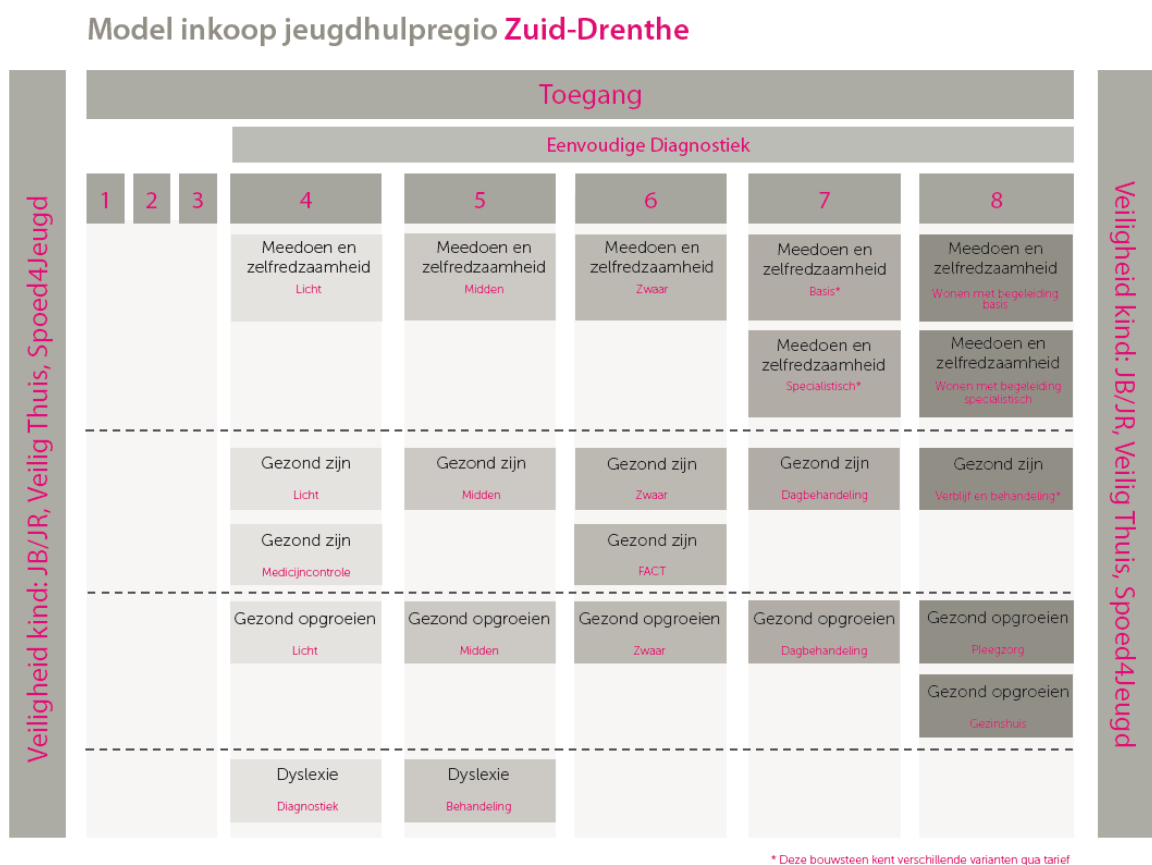 Model inkoop jeugdhulpregio Zuid-Drenthe
Veiligheid kind: JB/JR, Veilig Thuis, Spoed4Jeugd
Toegang
Eenvoudige Diagnostiek
1
2
3
4
5
6
7
8
Meedoen en
zelfredzaamheid
Licht
Meedoen en
zelfredzaamheid
Midden
Meedoen en
zelfredzaamheid
Zwaar
Meedoen en
zelfredzaamheid
Basis*
Meedoen en
zelfredzaamheid
Wonen met begeleiding
basis
Meedoen en
zelfredzaamheid
Specialistisch*
Meedoen en
zelfredzaamheid
Wonen met begeleiding
specialistisch
Gezond zijn
Licht
Gezond zijn
Midden
Gezond zijn
Zwaar
Gezond zijn
Dagbehandeling
Gezond zijn
Verblijf en behandeling*
Gezond zijn
Medicijncontrole
Gezond zijn
FACT
Gezond opgroeien
Licht
Gezond opgroeien
Midden
Gezond opgroeien
Zwaar
Gezond opgroeien
Dagbehandeling
Gezond opgroeien
Pleegzorg
Gezond opgroeien
Gezinshuis
Dyslexie
Diagnostiek
Dyslexie
Behandeling
Veiligheid kind: JB/JR, Veilig Thuis, Spoed4Jeugd
* Deze bouwsteen kent verschillende varianten qua tarief